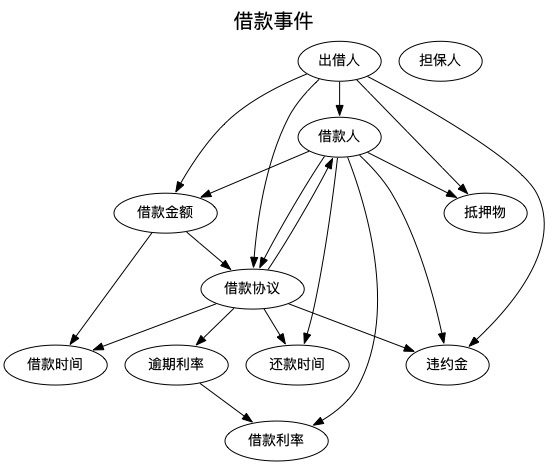 借款事件
出借人
担保人
借款人
借款金额
抵押物
借款协议
借款时间
逾期利率
还款时间
违约金
借款利率